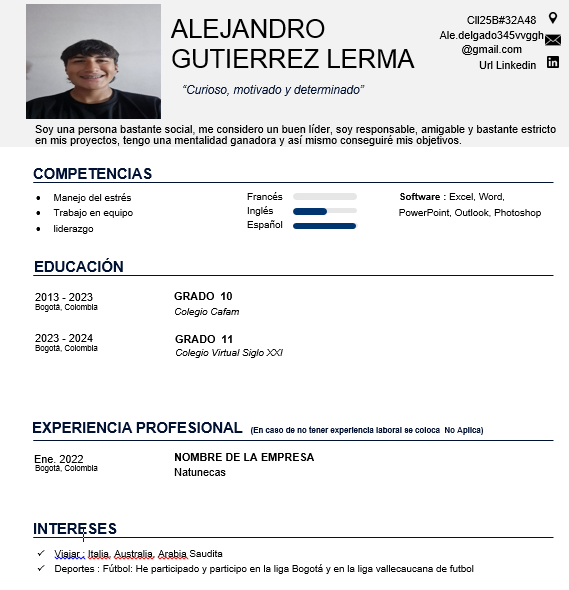 ALEJANDRO
GUTIERREZ LERMA
“Curioso, motivado y determinado”
Cll25B#32A48
Ale.delgado345vvggh
@gmail.com
Url Linkedin
Soy una persona bastante social, me considero un buen líder, soy responsable, amigable y bastante estricto
en mis proyectos, tengo una mentalidad ganadora y así mismo conseguiré mis objetivos.
COMPETENCIAS
Manejo del estrés
Trabajo en equipo
liderazgo
Francés
Inglés
Español
Software : Excel, Word,
PowerPoint, Outlook, Photoshop
EDUCACIÓN
2013 - 2023
Bogotá, Colombia
GRADO 10
Colegio Cafam
2023 - 2024
Bogotá, Colombia
GRADO 11
Colegio Virtual Siglo XXI
EXPERIENCIA PROFESIONAL (En caso de no tener experiencia laboral se coloca No Aplica)
Ene. 2022
Bogotá, Colombia
NOMBRE DE LA EMPRESA
Natunecas
INTERESES
Viajar : Italia, Australia, Arabia Saudita
Deportes : Fútbol: He participado y participo en la liga Bogotá y en la liga vallecaucana de futbol